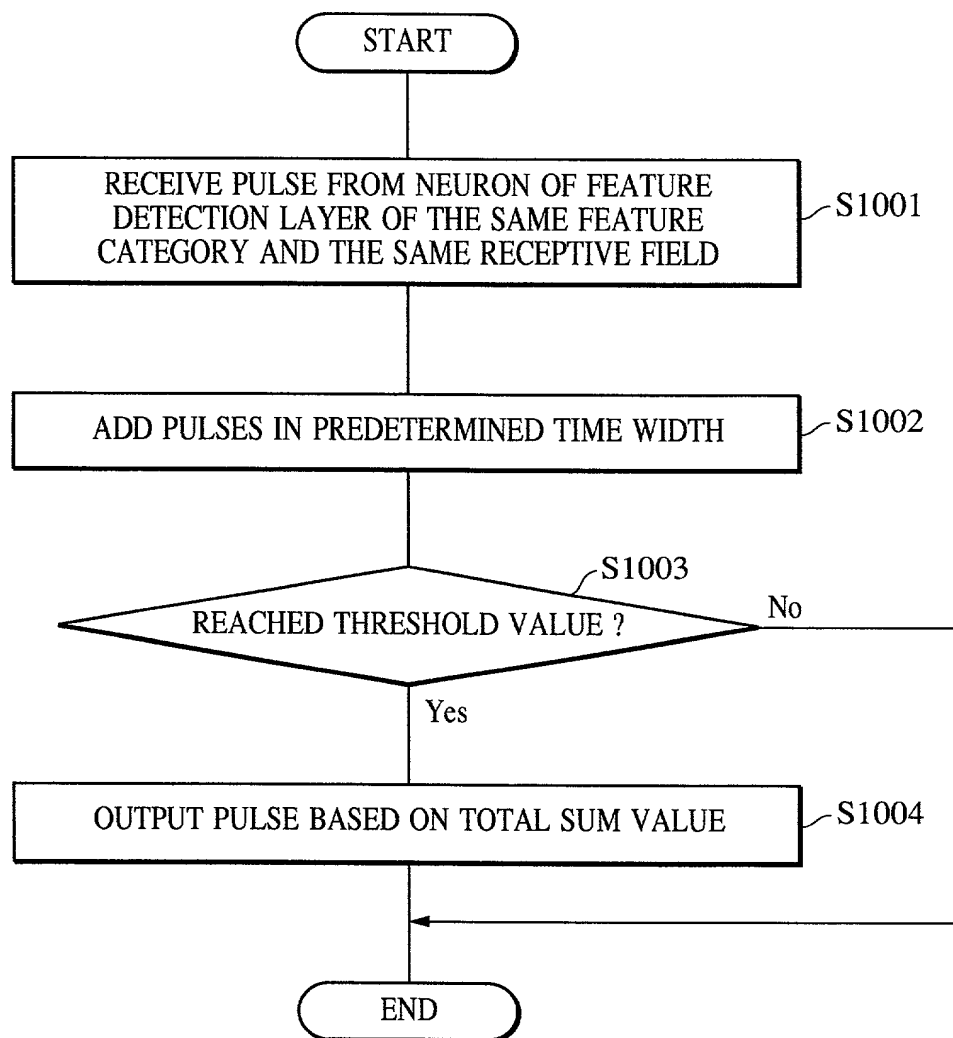 START
RECEIVE PULSE FROM NEURON OF FEATURE
DETECTION LAYER OF THE SAME FEATURE
CATEGORY AND THE SAME RECEPTIVE FIELD
S1001
ADD PULSES IN PREDETERMINED TIME WIDTH
S1002
S1003
REACHED THRESHOLD VALUE ?
No
Yes
OUTPUT PULSE BASED ON TOTAL SUM VALUE
S1004
END